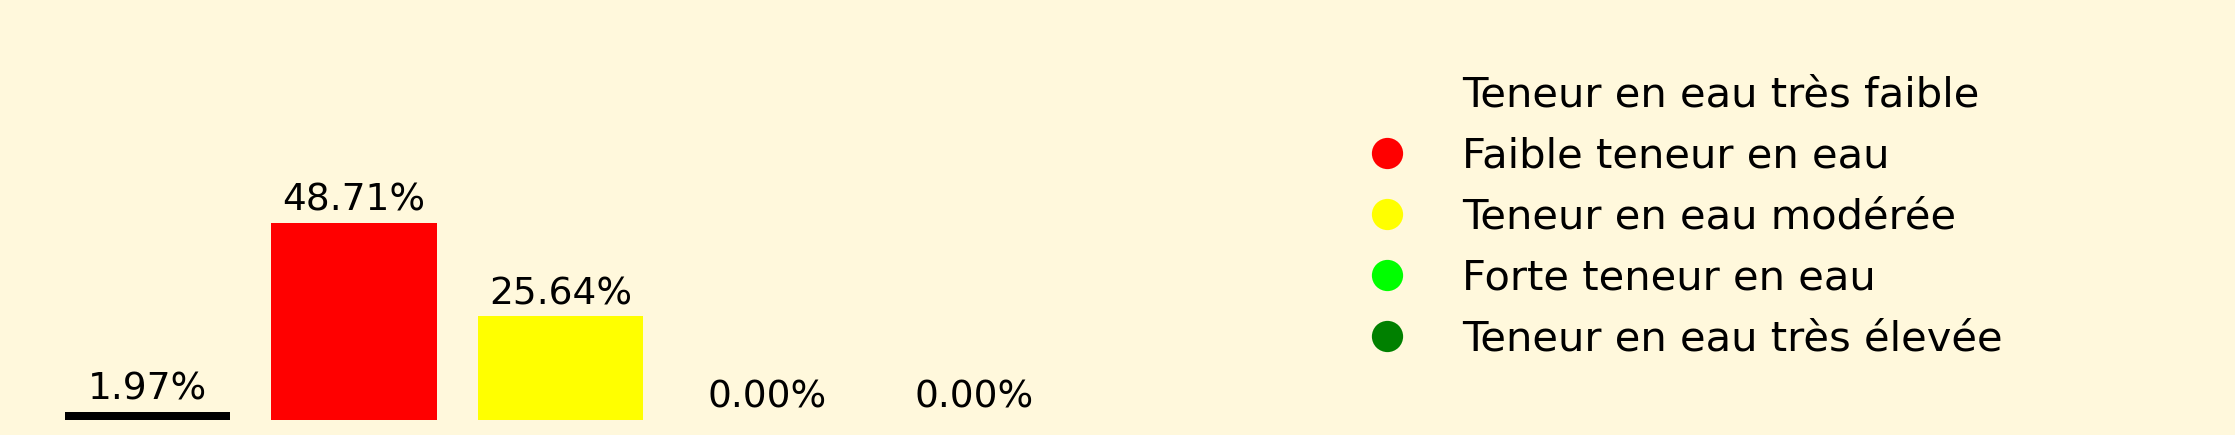 48.71%
25.64%
1.97%
0.00%
0.00%
Teneur en eau très faible
Faible teneur en eau
Teneur en eau modérée
Forte teneur en eau
Teneur en eau très élevée